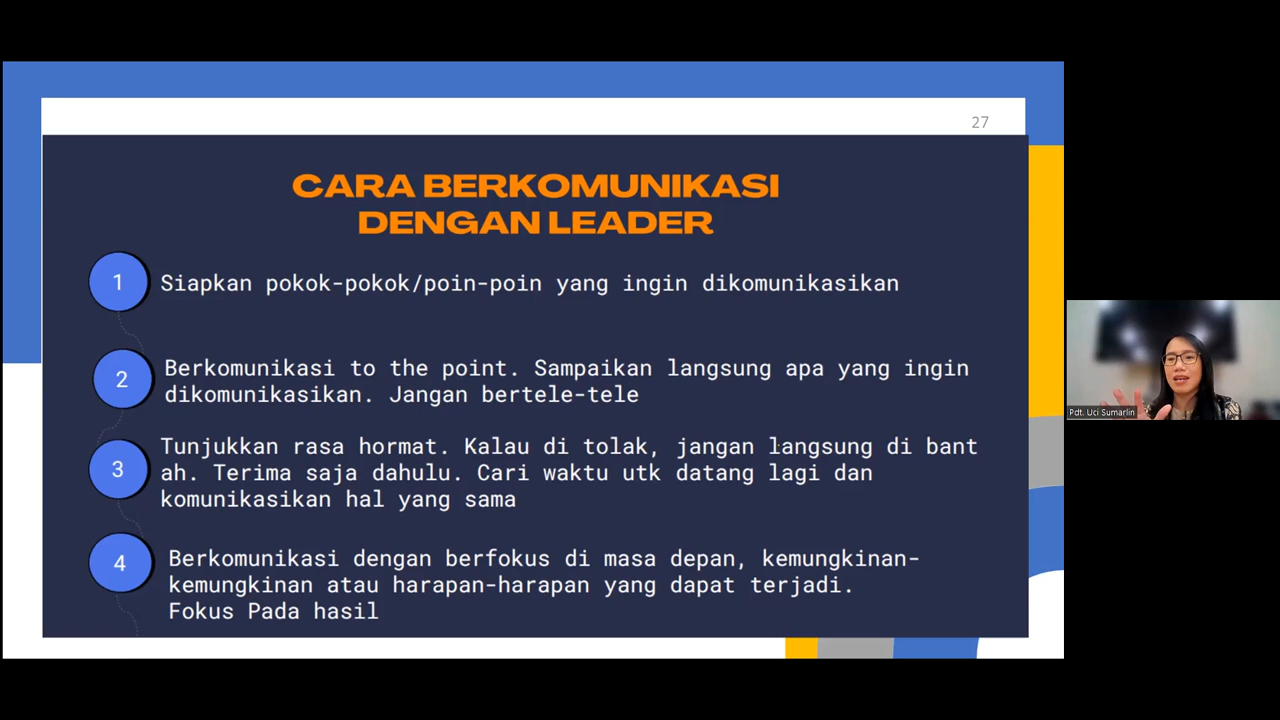 27
CARA BERKOMUNIKASI
DENGAN LEADER
1
Siapkan pokok-pokok/poin-poin yang ingin dikomunikasikan
2
Berkomunikasi to the point. Sampaikan langsung apa yang ingin
dikomunikasikan. Jangan bertele-tele
3
Tunjukkan rasa hormat. Kalau di tolak, jangan langsung di bant
ah. Terima saja dahulu. Cari waktu utk datang lagi dan
komunikasikan hal yang sama
4
Berkomunikasi dengan berfokus di masa depan, kemungkinan-
kemungkinan atau harapan-harapan yang dapat terjadi.
Fokus Pada hasil
Pdt. Uci Sumarlin